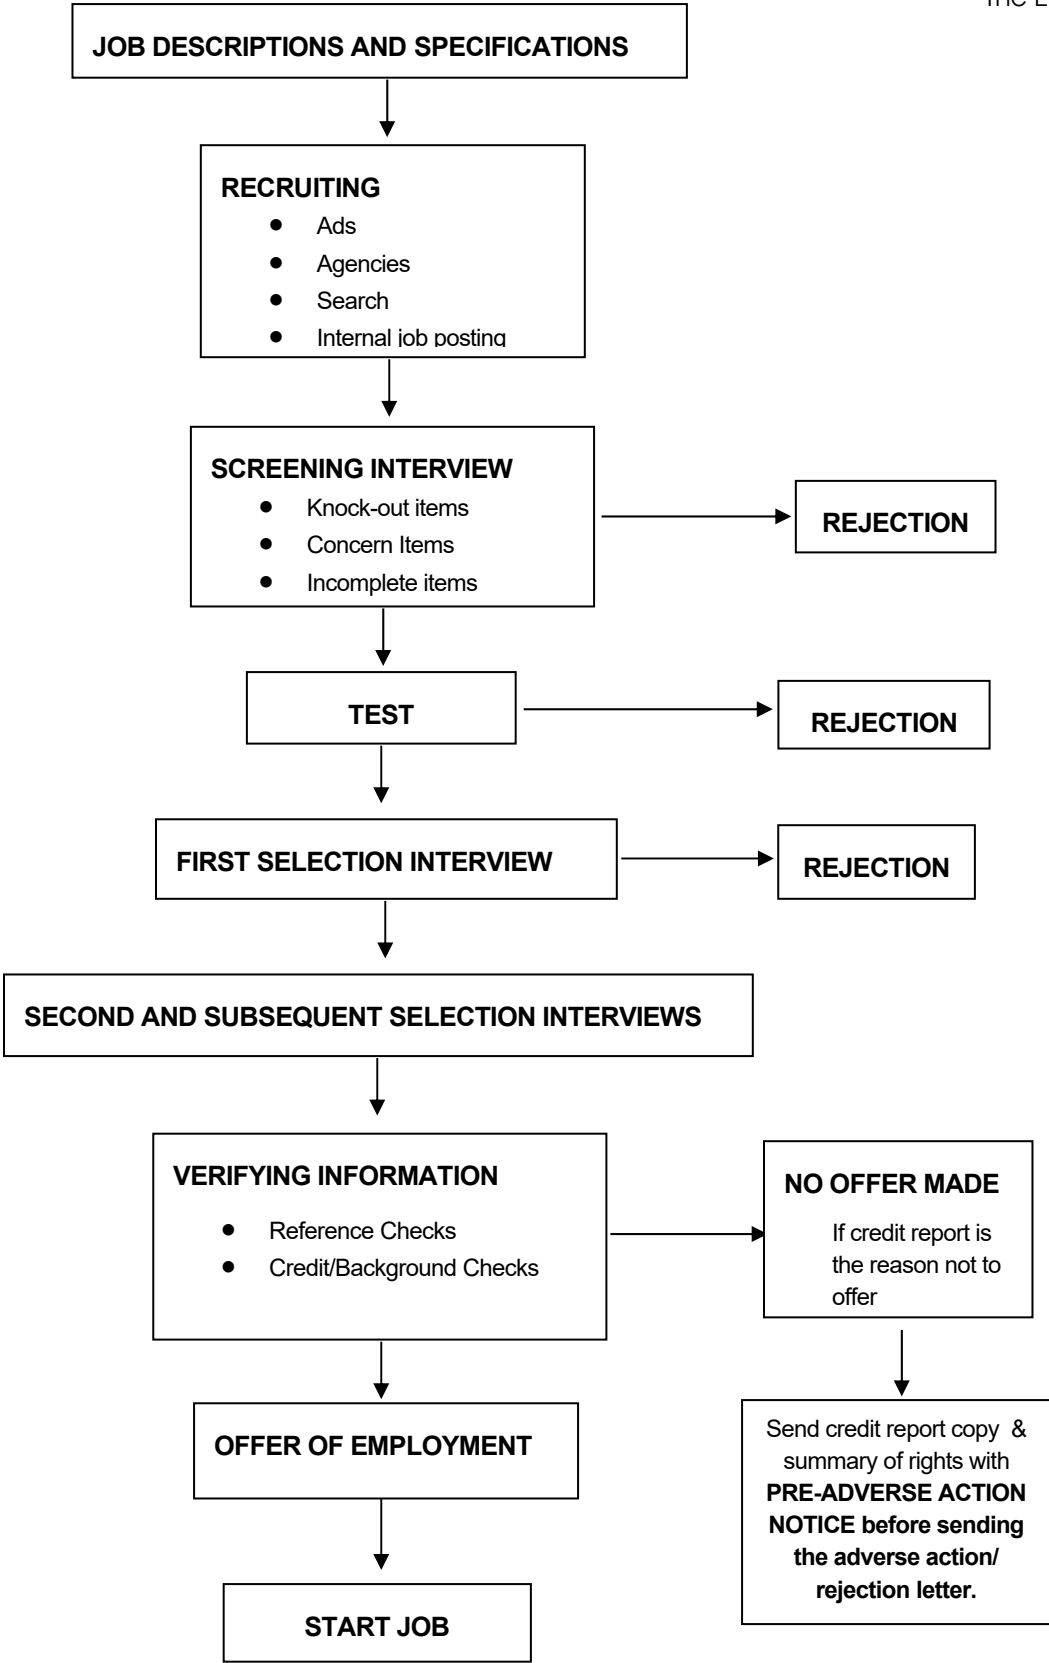 JOB DESCRIPTIONS AND SPECIFICATIONS
RECRUITING
● Ads
● Agencies
● Search
● Internal job posting
SCREENING INTERVIEW
● Knock-out items
● Concern Items
● Incomplete items
REJECTION
TEST
REJECTION
FIRST SELECTION INTERVIEW
REJECTION
SECOND AND SUBSEQUENT SELECTION INTERVIEWS
VERIFYING INFORMATION
● Reference Checks
● Credit/Background Checks
NO OFFER MADE
If credit report is
the reason not to
offer
OFFER OF EMPLOYMENT
Send credit report copy &
summary of rights with
PRE-ADVERSE ACTION
NOTICE before sending
the adverse action/
rejection letter.
START JOB